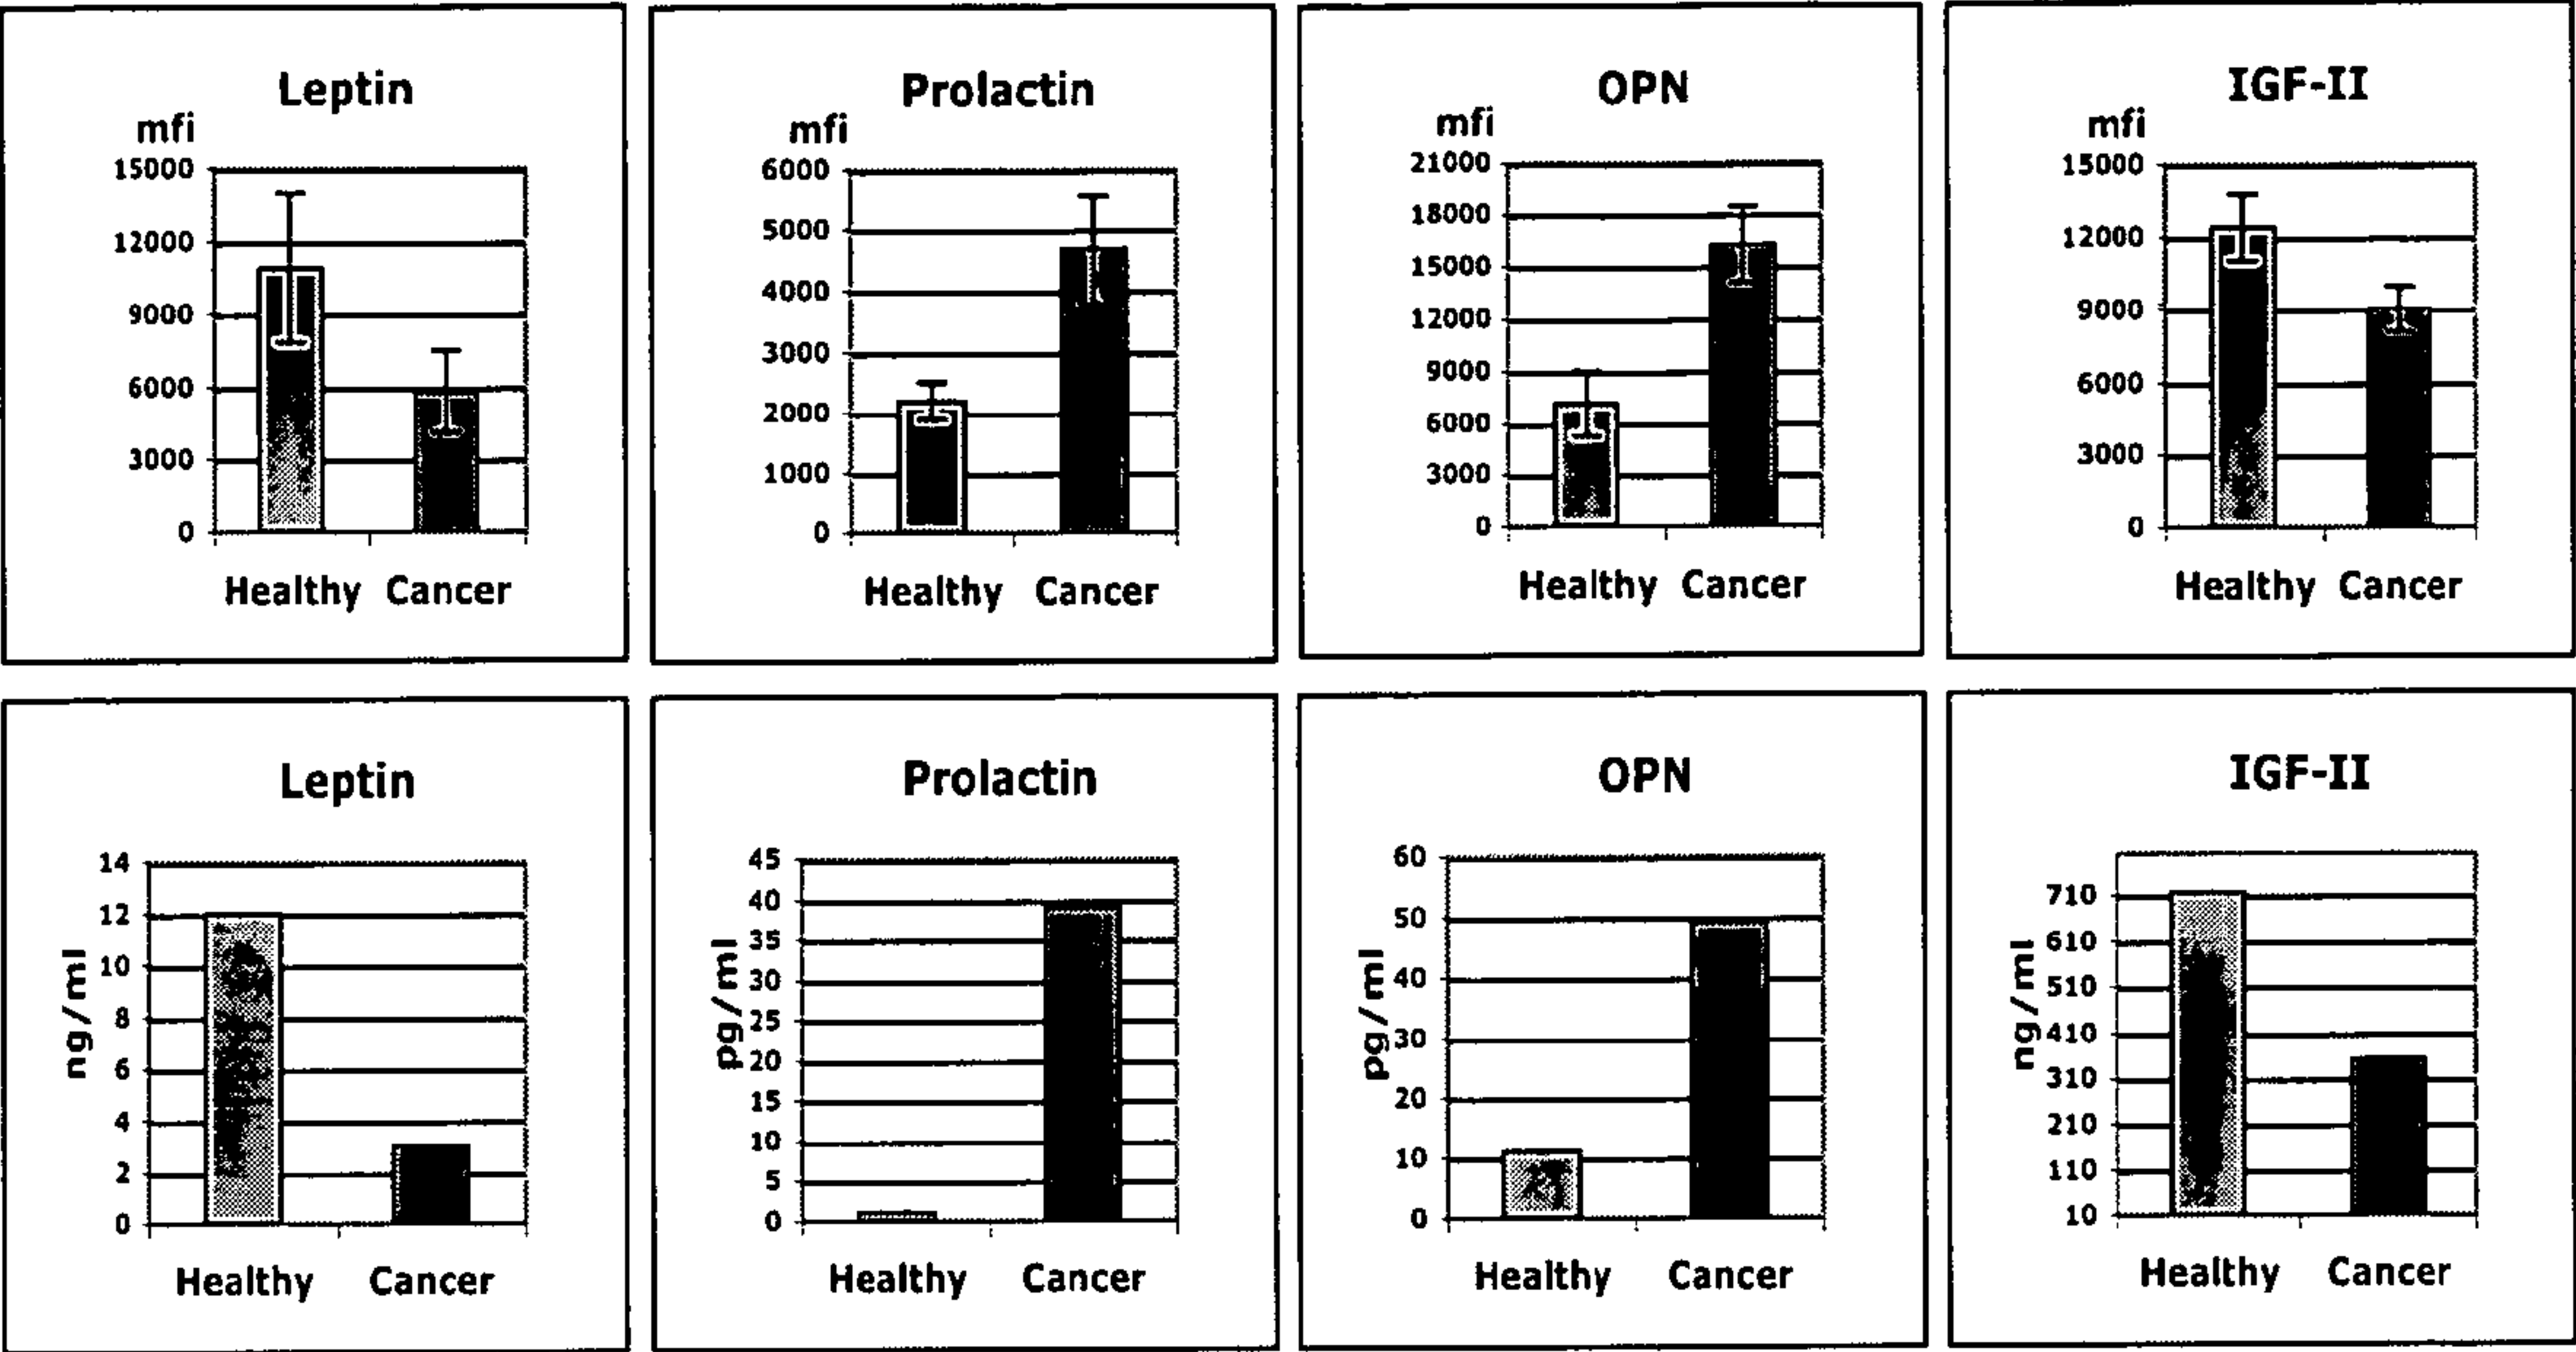 Leptin
mfi
15000
12000
9000
6000
3000
0
Healthy Cancer
Prolactin
mfi
6000
5000
4000
3000
2000
1000
0
Healthy Cancer
OPN
mfi
21000
18000
15000
12000
9000
6000
3000
0
Healthy Cancer
IGF-II
mfi
15000
12000
9000
6000
3000
0
Healthy Cancer
Leptin
ng/ml
14
12
10
8
6
4
2
0
Healthy Cancer
Prolactin
pg/ml
45
40
35
30
25
20
15
10
5
0
Healthy Cancer
OPN
pg/ml
60
50
40
30
20
10
0
Healthy Cancer
IGF-II
ng/ml
710
610
510
410
310
210
110
10
Healthy Cancer